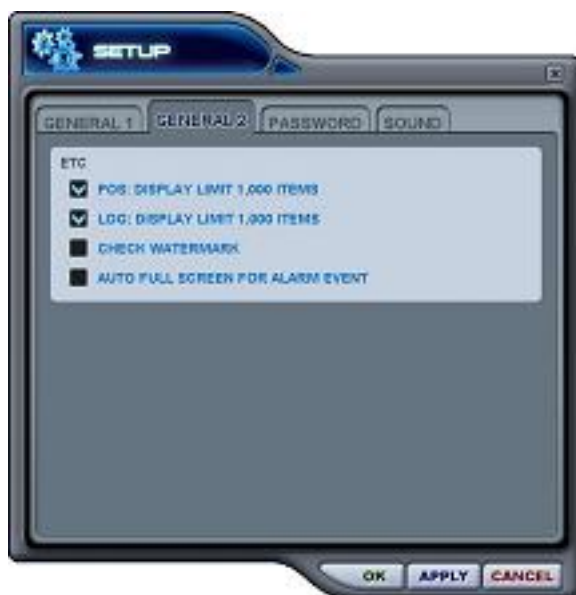 SETUP
GENERAL 1 GENERAL 2 PASSWORD SOUND
ETC
POS: DISPLAY LIMIT 1,000 ITEMS
LOG: DISPLAY LIMIT 1,000 ITEMS
CHECK WATERMARK
AUTO FULL SCREEN FOR ALARM EVENT
OK APPLY CANCEL